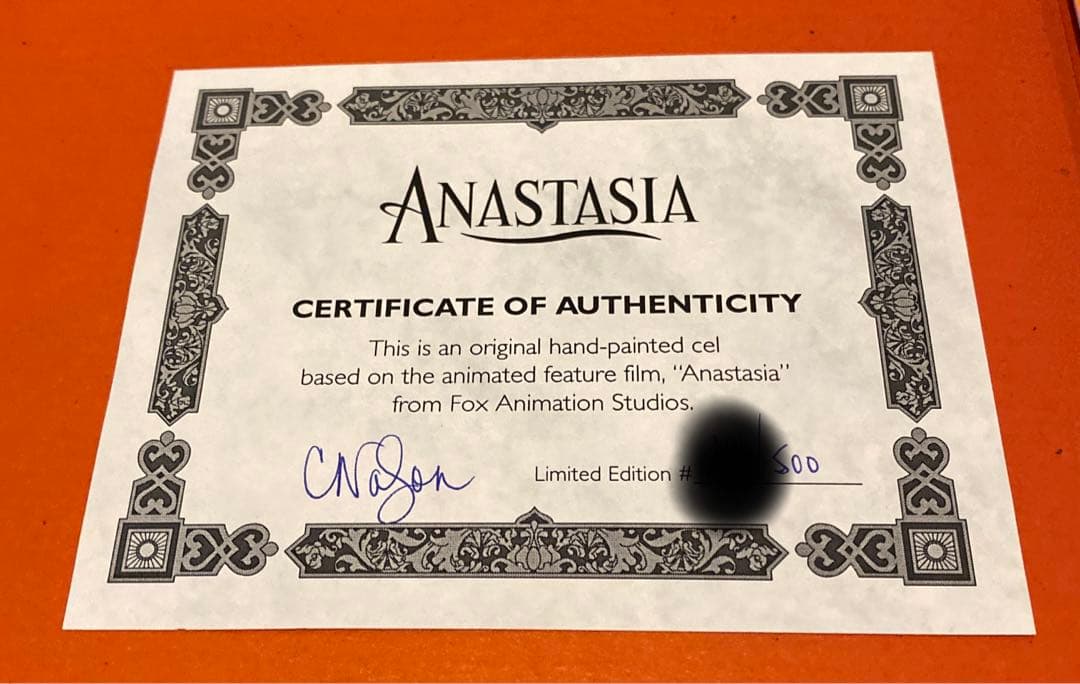 ANASTASIA
CERTIFICATE OF AUTHENTICITY
This is an original hand-painted cel
based on the animated feature film, "Anastasia"
from Fox Animation Studios.
Limited Edition # /500